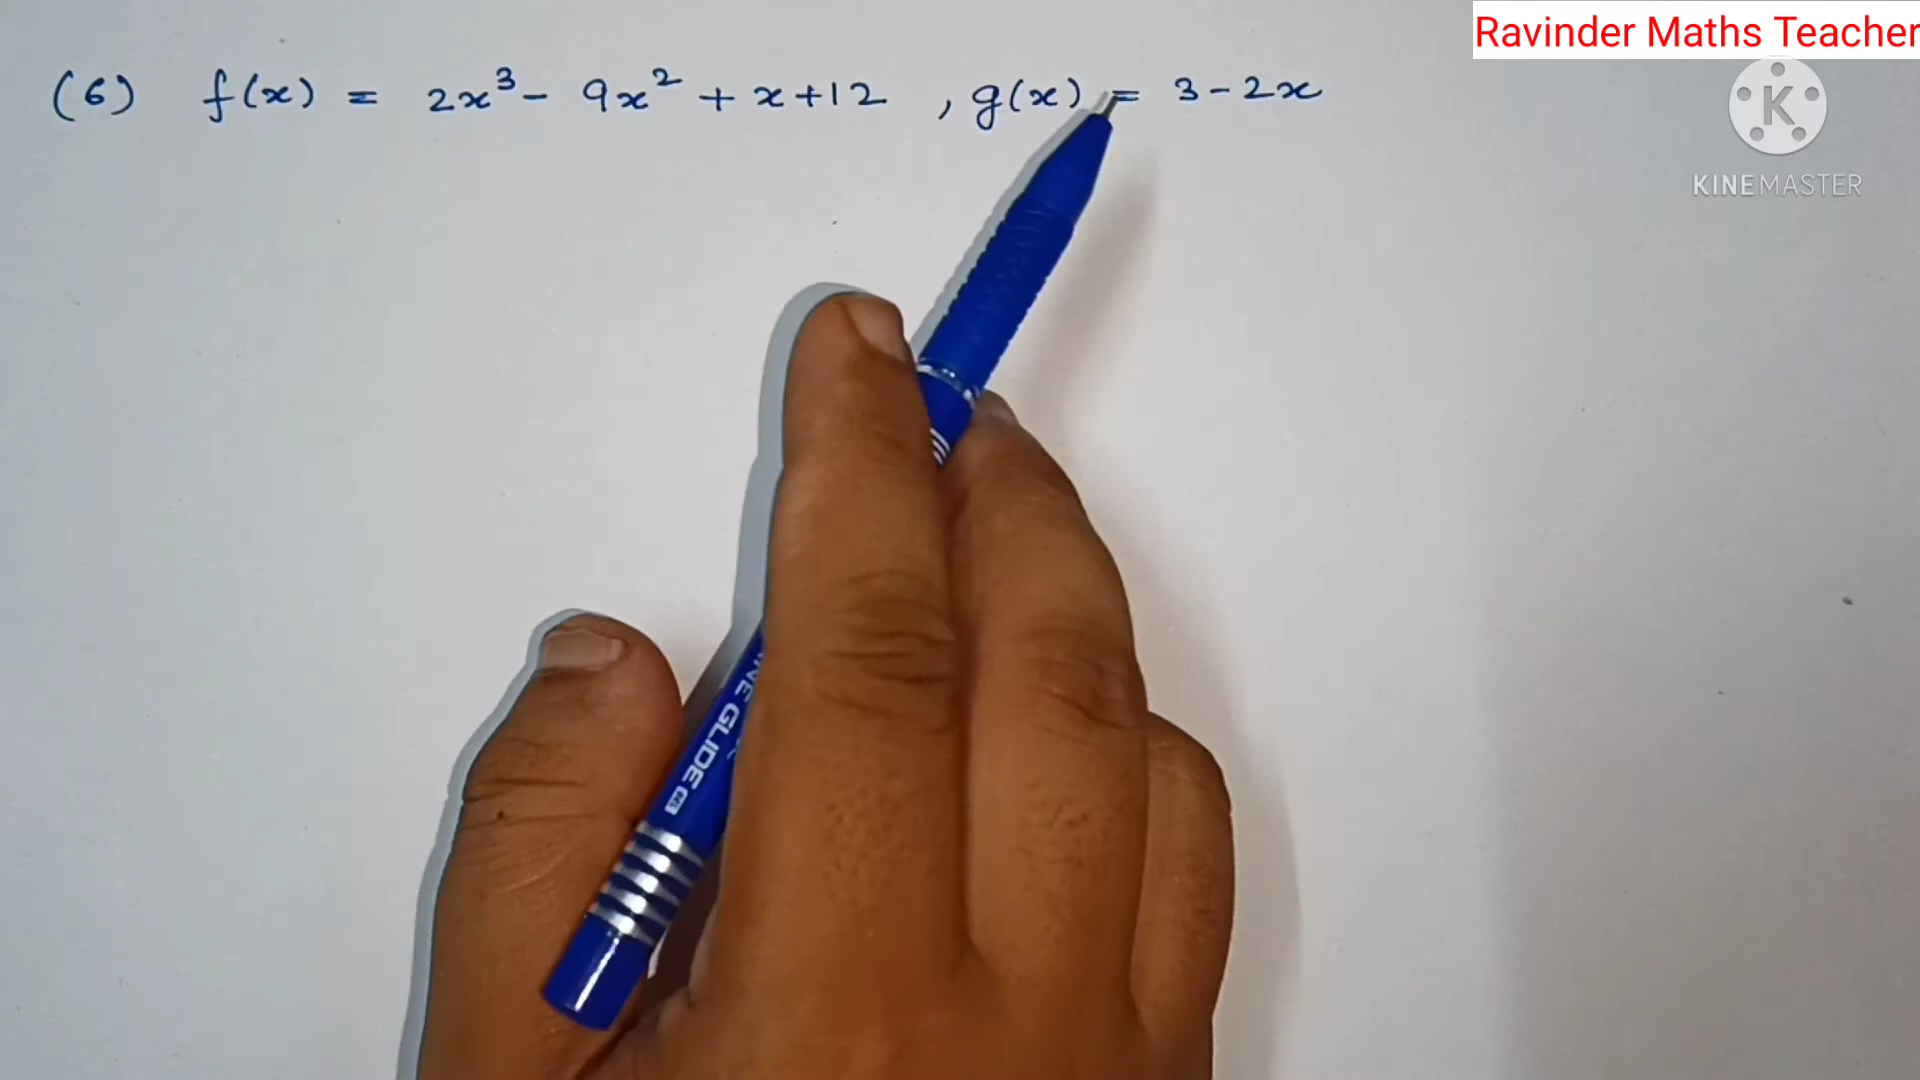 Ravinder Maths Teacher
(6) f(x) = 2x³ - 9x² + x + 12 , g(x) = 3 - 2x
KINEMASTER
GLIDE